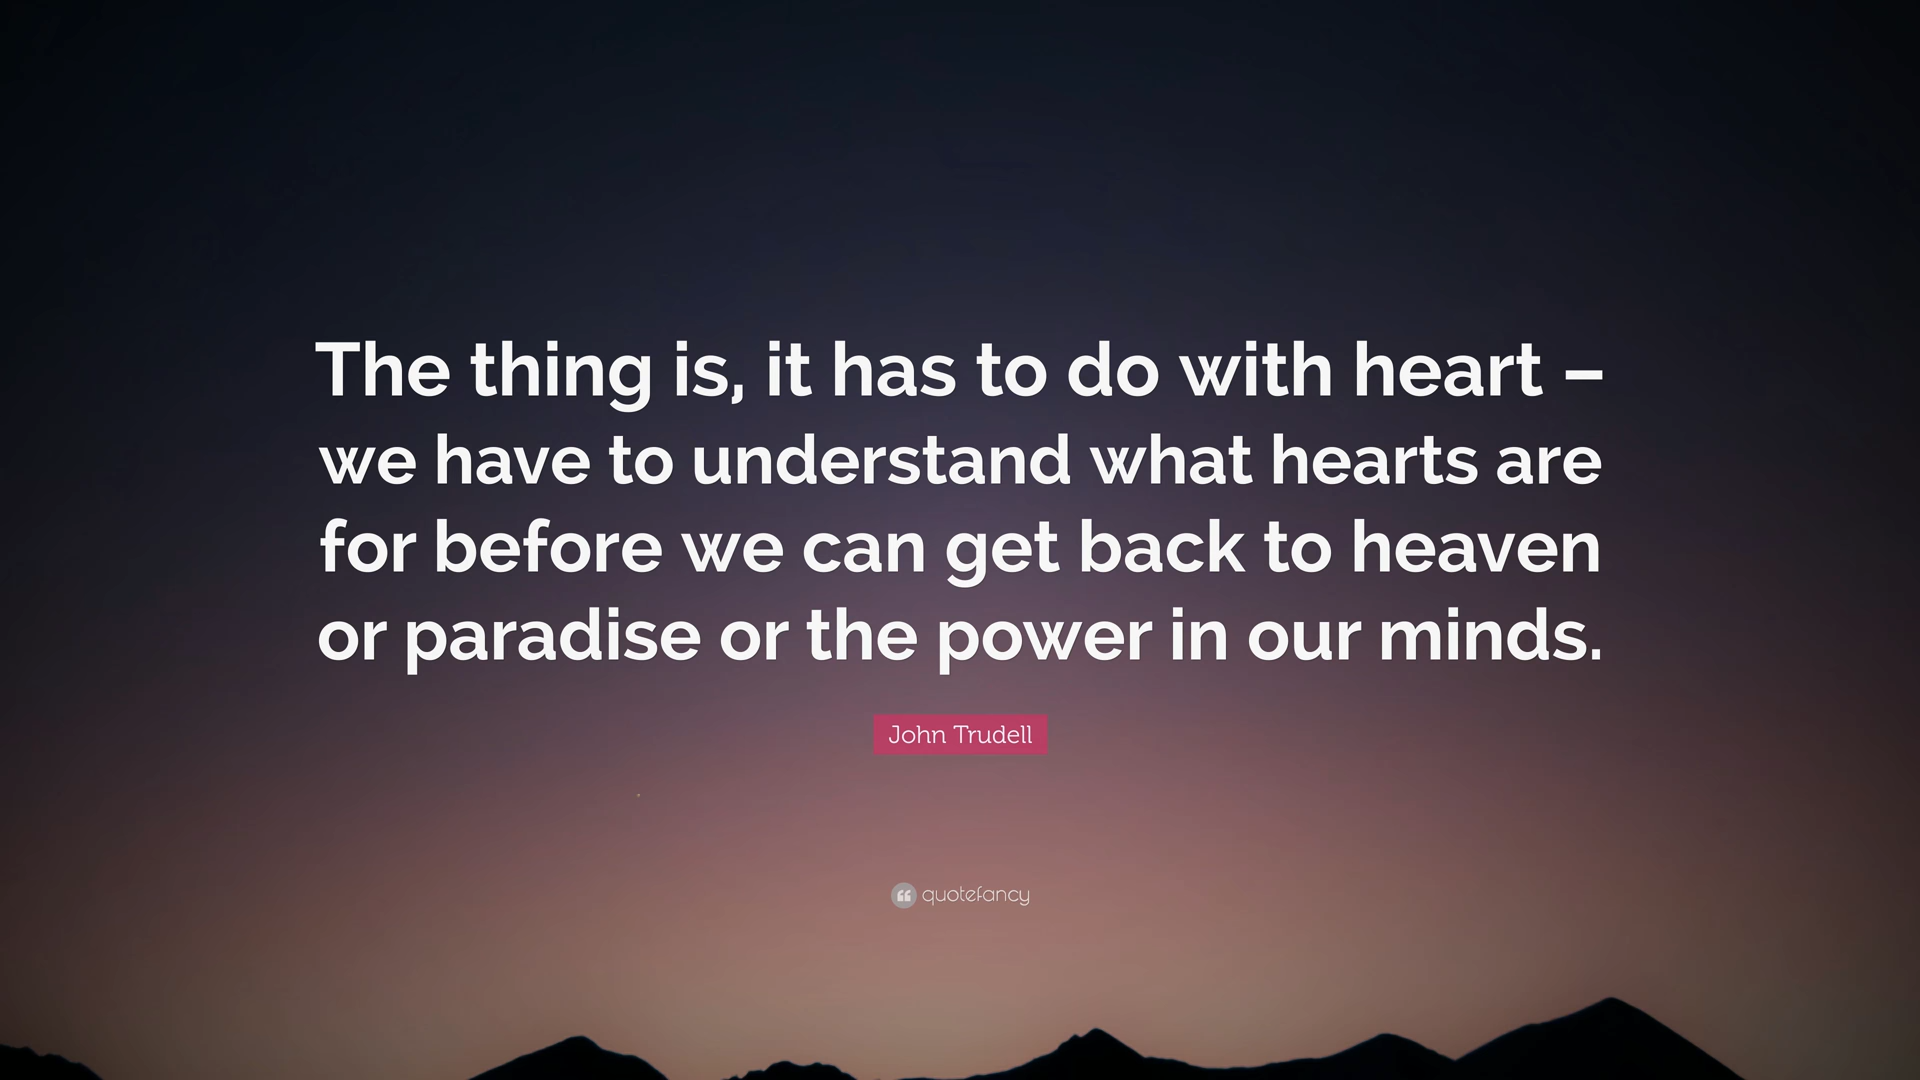 The thing is, it has to do with heart –
we have to understand what hearts are
for before we can get back to heaven
or paradise or the power in our minds.
John Trudell
quotefancy